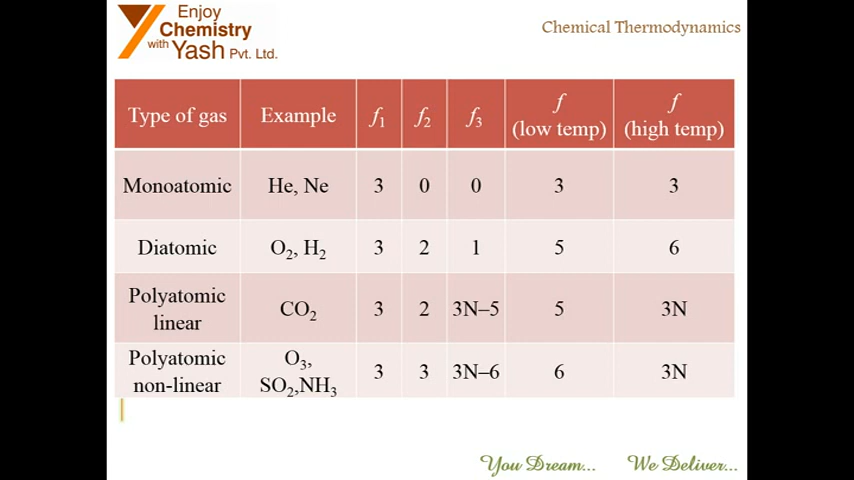 Enjoy
Chemistry
with Yash Pvt. Ltd.
Chemical Thermodynamics
Type of gas Example f₁ f₂ f₃ f (low temp) f (high temp)
Monoatomic He, Ne 3 0 0 3 3
Diatomic O₂, H₂ 3 2 1 5 6
Polyatomic linear CO₂ 3 2 3N–5 5 3N
Polyatomic non-linear O₃, SO₂,NH₃ 3 3 3N–6 6 3N
You Dream... We Deliver...